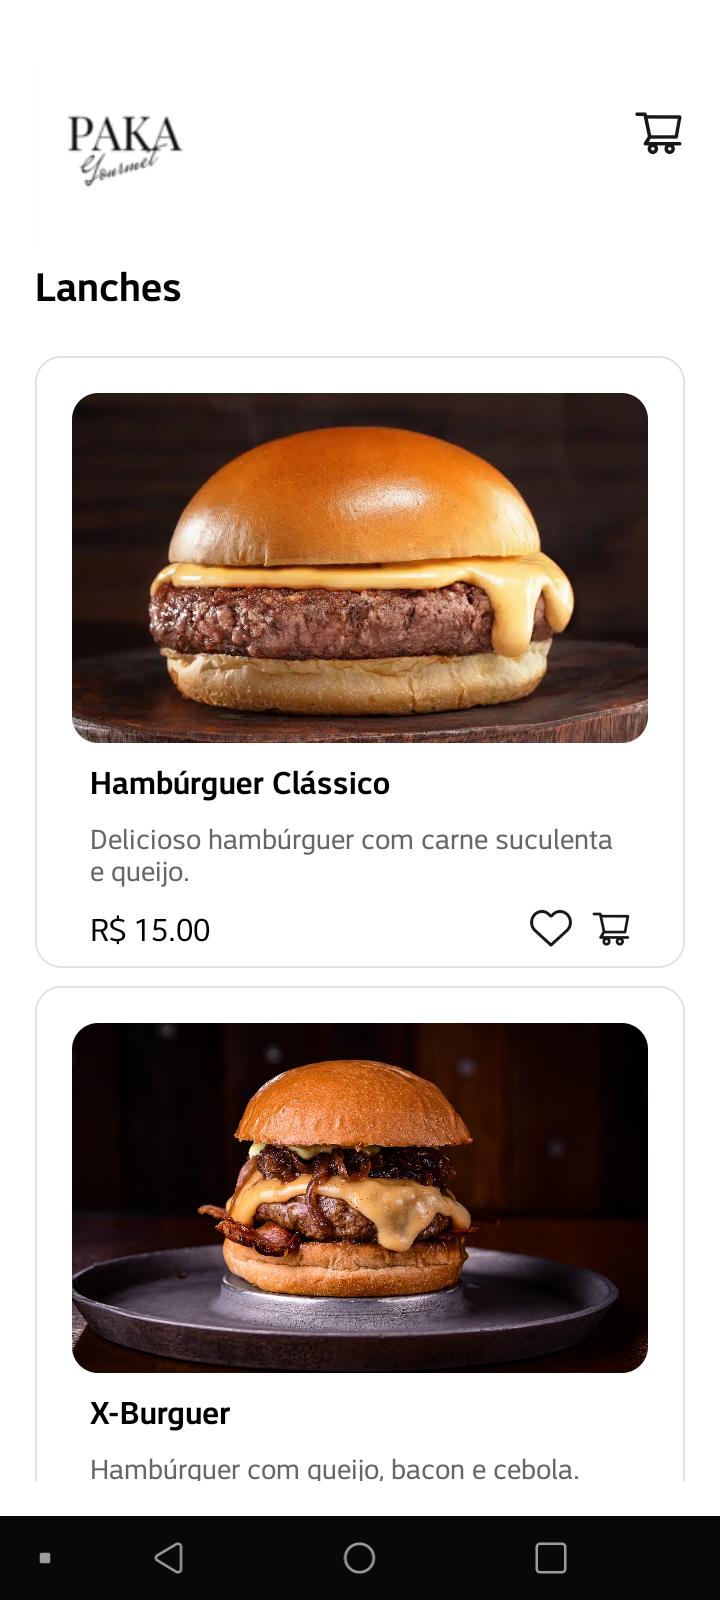 PAKA
Gourmet
Lanches
Hambúrguer Clássico
Delicioso hambúrguer com carne suculenta
e queijo.
R$ 15.00
X-Burguer
Hambúrguer com queijo, bacon e cebola.